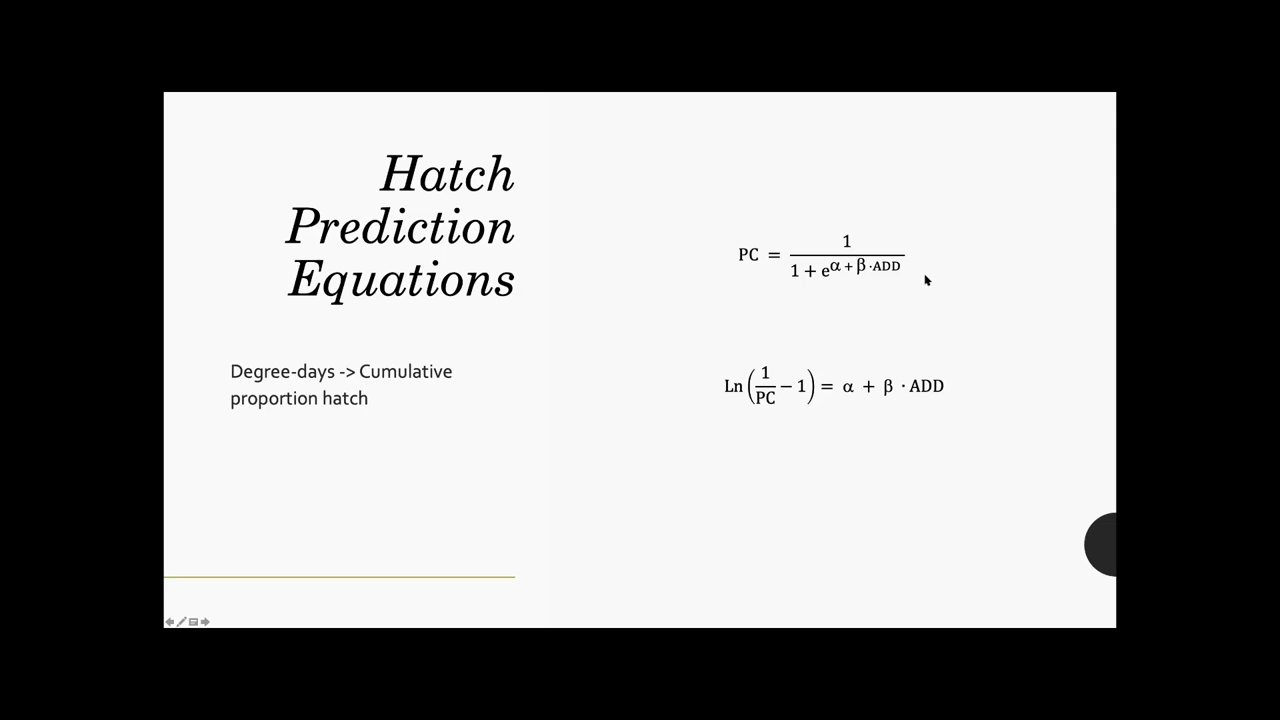 Hatch
Prediction
Equations
Degree-days -> Cumulative
proportion hatch
PC = 1 / (1 + e^(α + β ·ADD))
Ln(1/PC − 1) = α + β · ADD